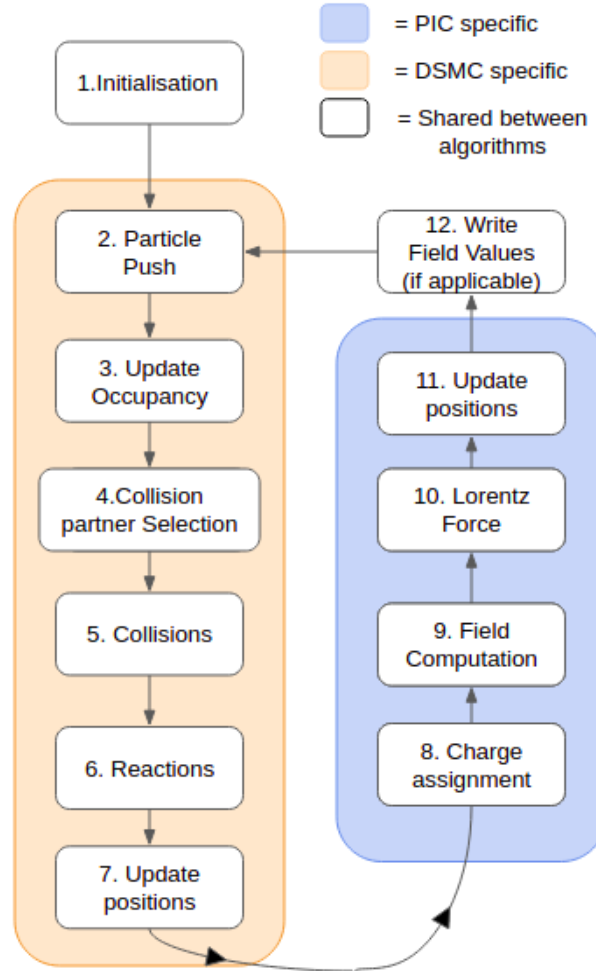 = PIC specific
= DSMC specific
= Shared between
algorithms
1.Initialisation
2. Particle
Push
3. Update
Occupancy
4.Collision
partner Selection
5. Collisions
6. Reactions
7. Update
positions
8. Charge
assignment
9. Field
Computation
10. Lorentz
Force
11. Update
positions
12. Write
Field Values
(if applicable)